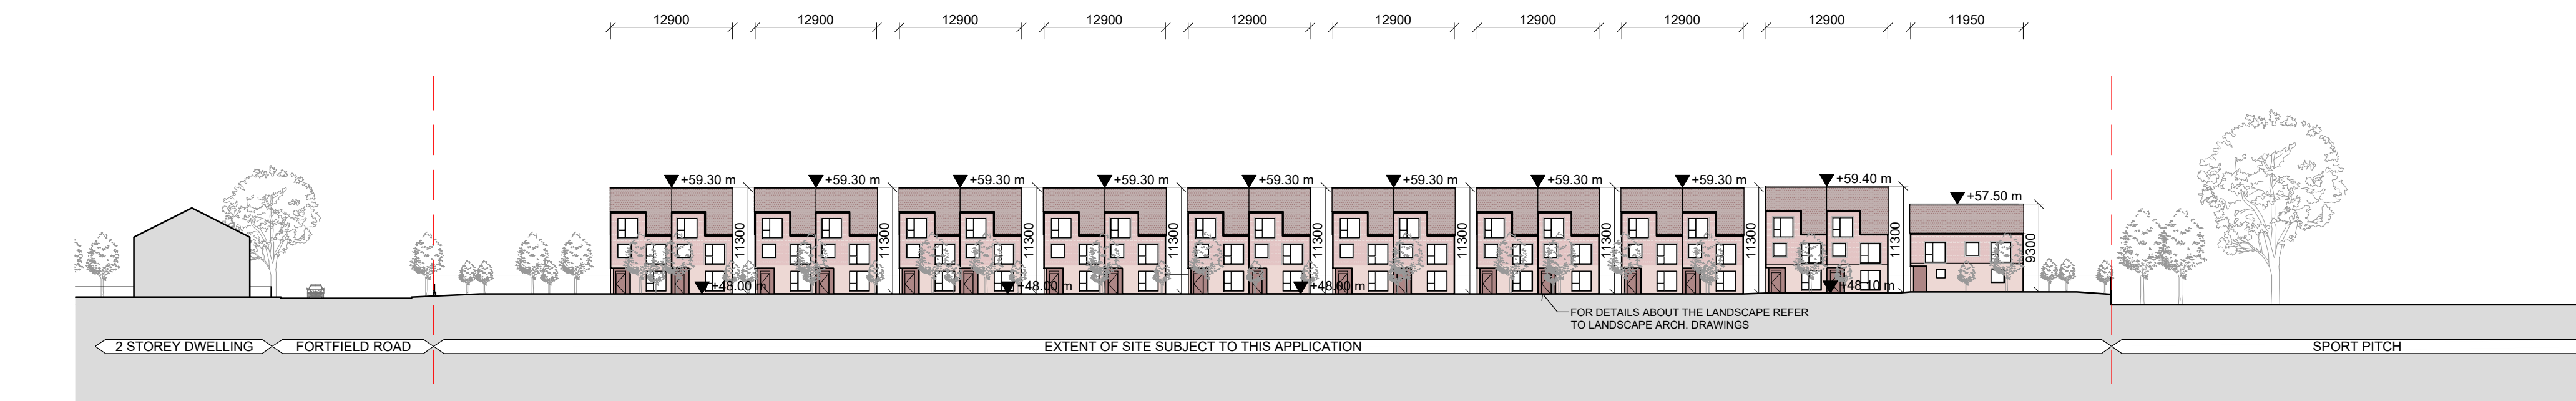 12900 12900 12900 12900 12900 12900 12900 12900 12900 11950
+59.30 m +59.30 m +59.30 m +59.30 m +59.30 m +59.30 m +59.30 m +59.30 m +59.40 m +57.50 m
11300 11300 11300 11300 11300 11300 11300 11300 11300 9300
+48.00 m +48.00 m +48.00 m +48.10 m
FOR DETAILS ABOUT THE LANDSCAPE REFER
TO LANDSCAPE ARCH. DRAWINGS
2 STOREY DWELLING FORTFIELD ROAD EXTENT OF SITE SUBJECT TO THIS APPLICATION SPORT PITCH